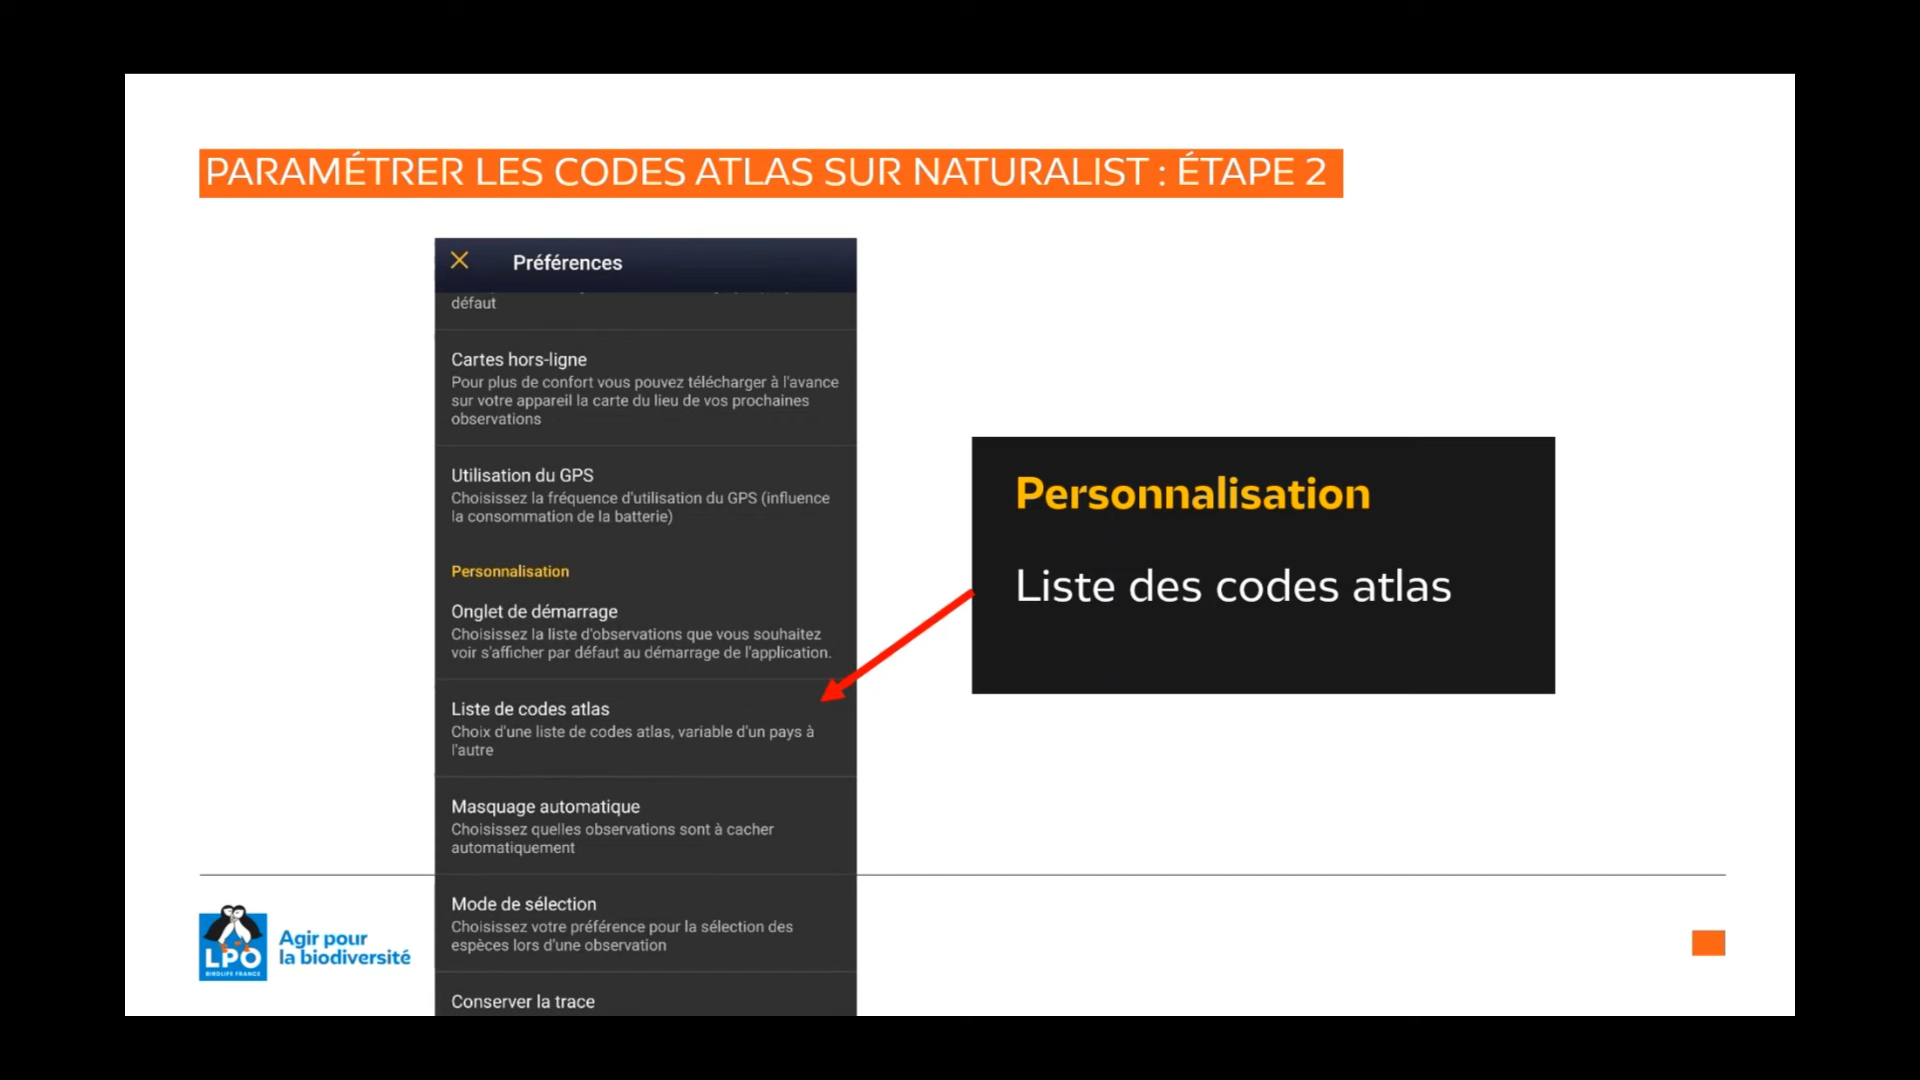 PARAMÉTRER LES CODES ATLAS SUR NATURALIST : ÉTAPE 2
Préférences
défaut
Cartes hors-ligne
Pour plus de confort vous pouvez télécharger à l'avance
sur votre appareil la carte du lieu de vos prochaines
observations
Utilisation du GPS
Choisissez la fréquence d'utilisation du GPS (influence
la consommation de la batterie)
Personnalisation
Onglet de démarrage
Choisissez la liste d'observations que vous souhaitez
voir s'afficher par défaut au démarrage de l'application.
Liste de codes atlas
Choix d'une liste de codes atlas, variable d'un pays à
l'autre
Masquage automatique
Choisissez quelles observations sont à cacher
automatiquement
Mode de sélection
Choisissez votre préférence pour la sélection des
espèces lors d'une observation
Conserver la trace
Personnalisation
Liste des codes atlas
LPO
BIRDLIFE FRANCE
Agir pour
la biodiversité